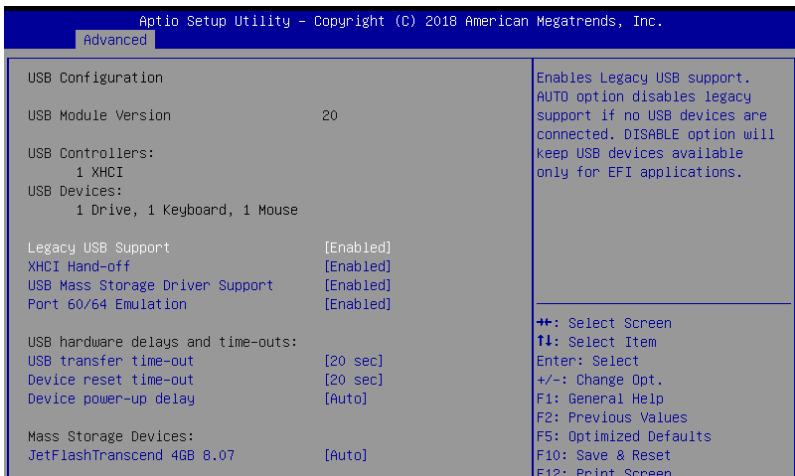 Aptio Setup Utility – Copyright (C) 2018 American Megatrends, Inc.
Advanced
USB Configuration
USB Module Version 20
USB Controllers:
1 XHCI
USB Devices:
1 Drive, 1 Keyboard, 1 Mouse
Legacy USB Support [Enabled]
XHCI Hand-off [Enabled]
USB Mass Storage Driver Support [Enabled]
Port 60/64 Emulation [Enabled]
USB hardware delays and time-outs:
USB transfer time-out [20 sec]
Device reset time-out [20 sec]
Device power-up delay [Auto]
Mass Storage Devices:
JetFlashTranscend 4GB 8.07 [Auto]
Enables Legacy USB support.
AUTO option disables legacy
support if no USB devices are
connected. DISABLE option will
keep USB devices available
only for EFI applications.
→←: Select Screen
↑↓: Select Item
Enter: Select
+/-: Change Opt.
F1: General Help
F2: Previous Values
F5: Optimized Defaults
F10: Save & Reset
F12: Print Screen